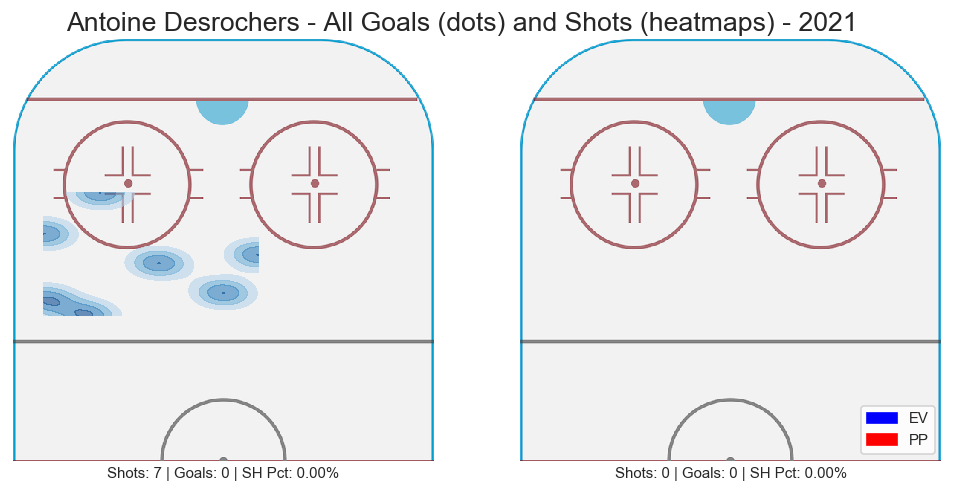 Antoine Desrochers - All Goals (dots) and Shots (heatmaps) - 2021
EV
PP
Shots: 7 | Goals: 0 | SH Pct: 0.00%
Shots: 0 | Goals: 0 | SH Pct: 0.00%